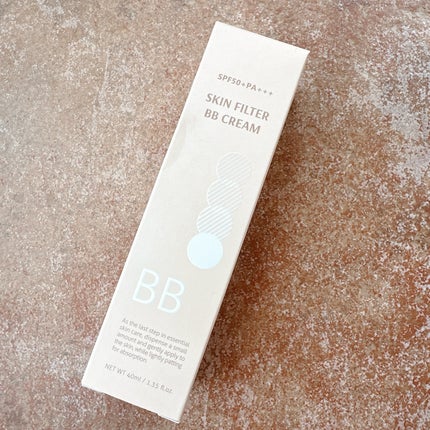 SPF50+PA+++
SKIN FILTER
BB CREAM
BB
As the last step in essential
skin care, dispense a small
amount and gently apply to
the skin, while lightly patting
for absorption.
NET WT 40ml / 1.35 fl.oz.